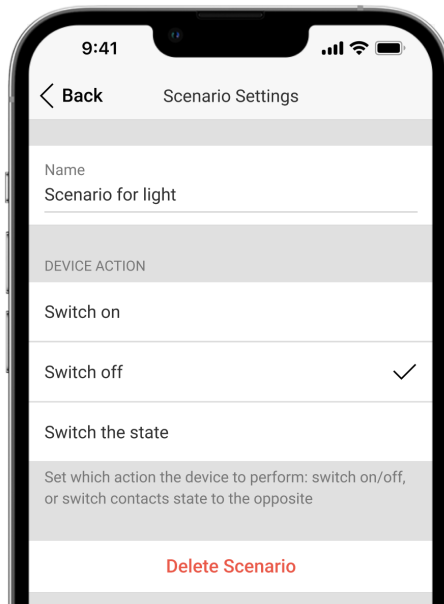 9:41
Back
Scenario Settings
Name
Scenario for light
DEVICE ACTION
Switch on
Switch off
Switch the state
Set which action the device to perform: switch on/off,
or switch contacts state to the opposite
Delete Scenario